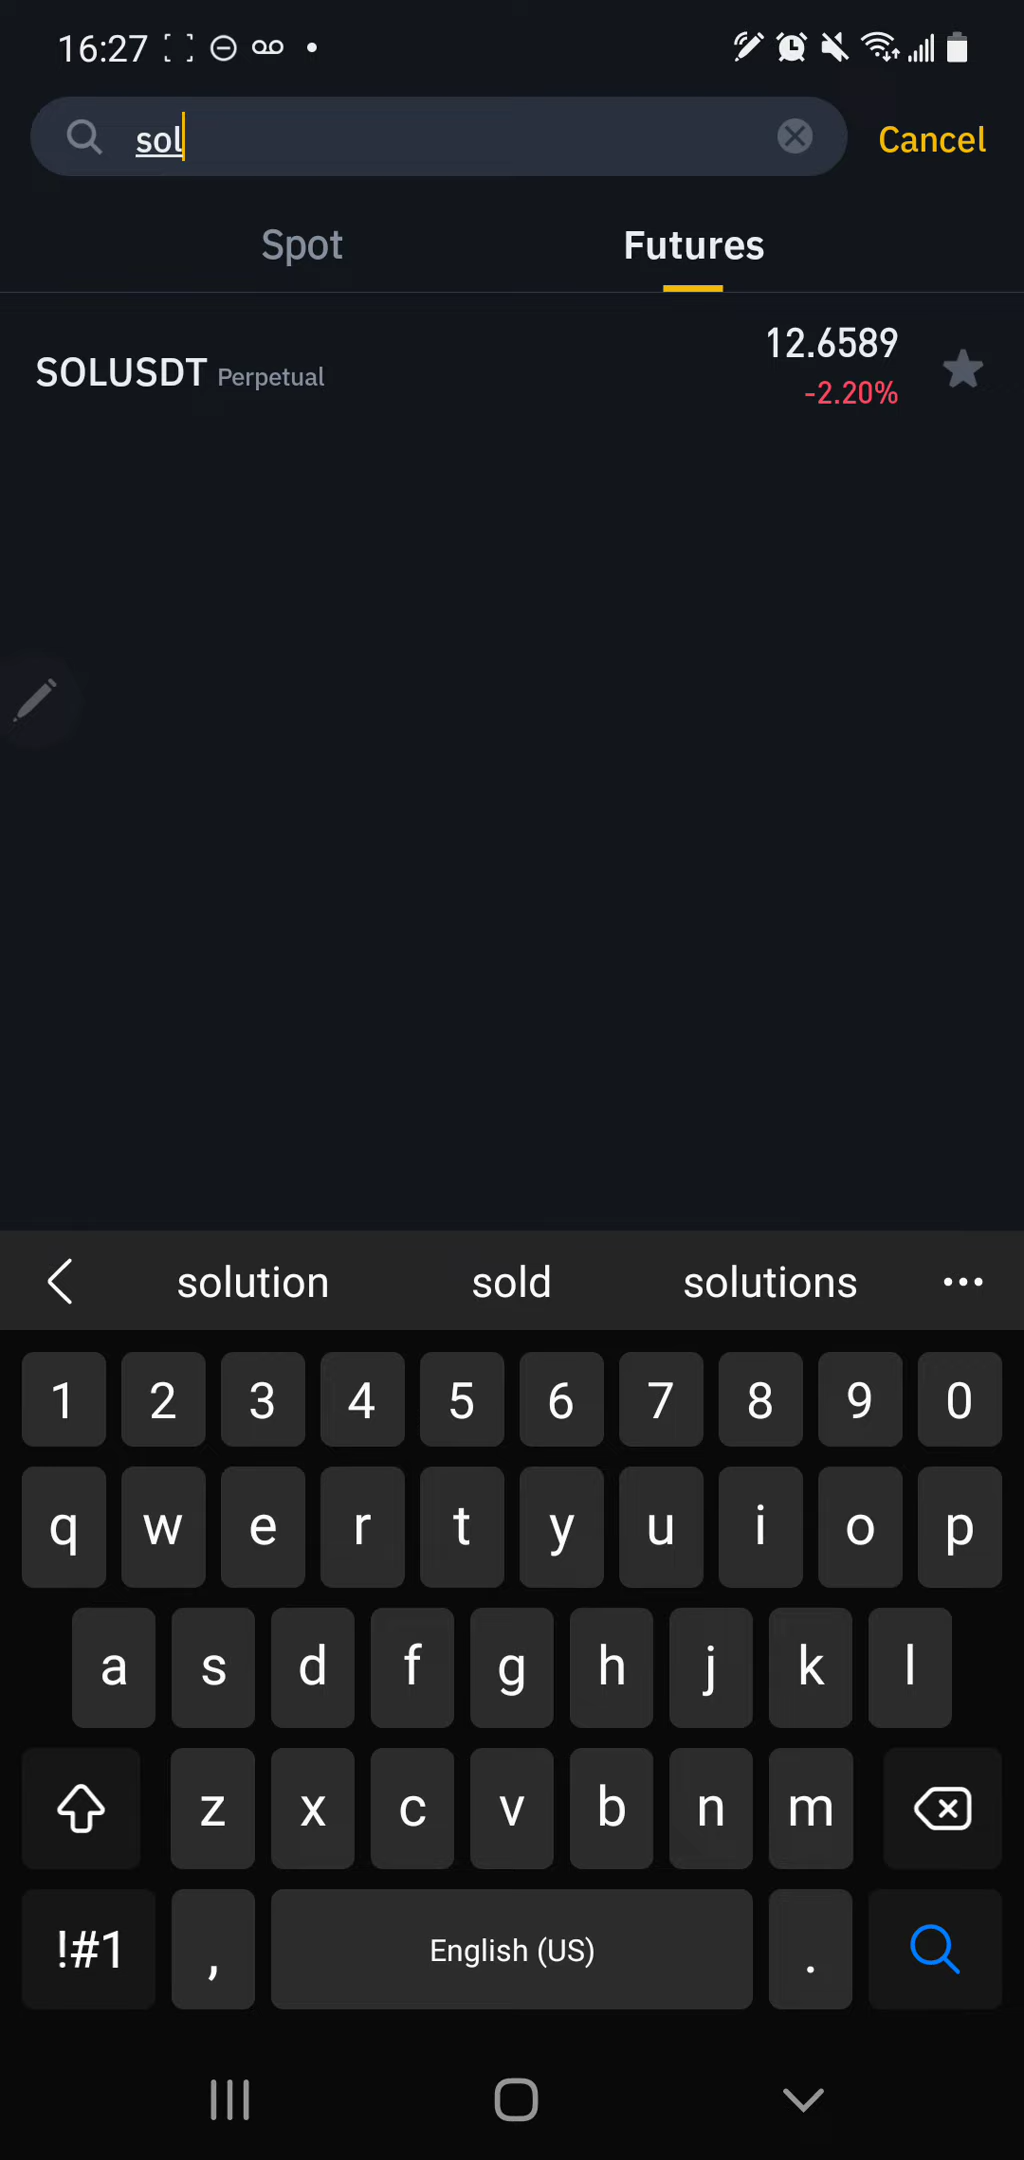 16:27
sol
Cancel
Spot Futures
SOLUSDT Perpetual
12.6589
-2.20%
solution sold solutions
1 2 3 4 5 6 7 8 9 0
q w e r t y u i o p
a s d f g h j k l
z x c v b n m
!#1 , English (US) .